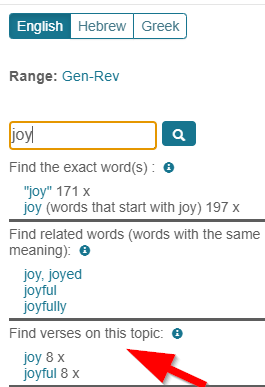 English Hebrew Greek
Range: Gen-Rev
joy
Find the exact word(s) :
"joy" 171 x
joy (words that start with joy) 197 x
Find related words (words with the same
meaning):
joy, joyed
joyful
joyfully
Find verses on this topic:
joy 8 x
joyful 8 x